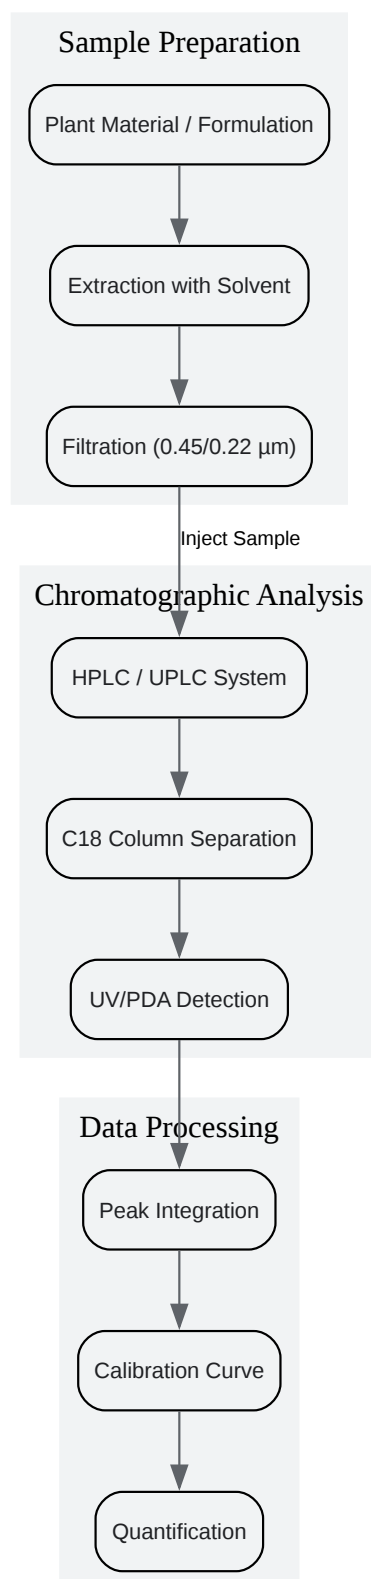 Sample Preparation
Plant Material / Formulation
Extraction with Solvent
Filtration (0.45/0.22 µm)
Inject Sample
Chromatographic Analysis
HPLC / UPLC System
C18 Column Separation
UV/PDA Detection
Data Processing
Peak Integration
Calibration Curve
Quantification